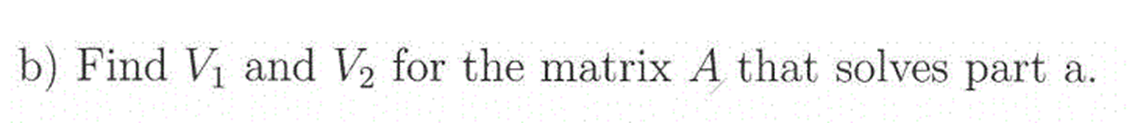 b) Find V₁ and V₂ for the matrix A that solves part a.